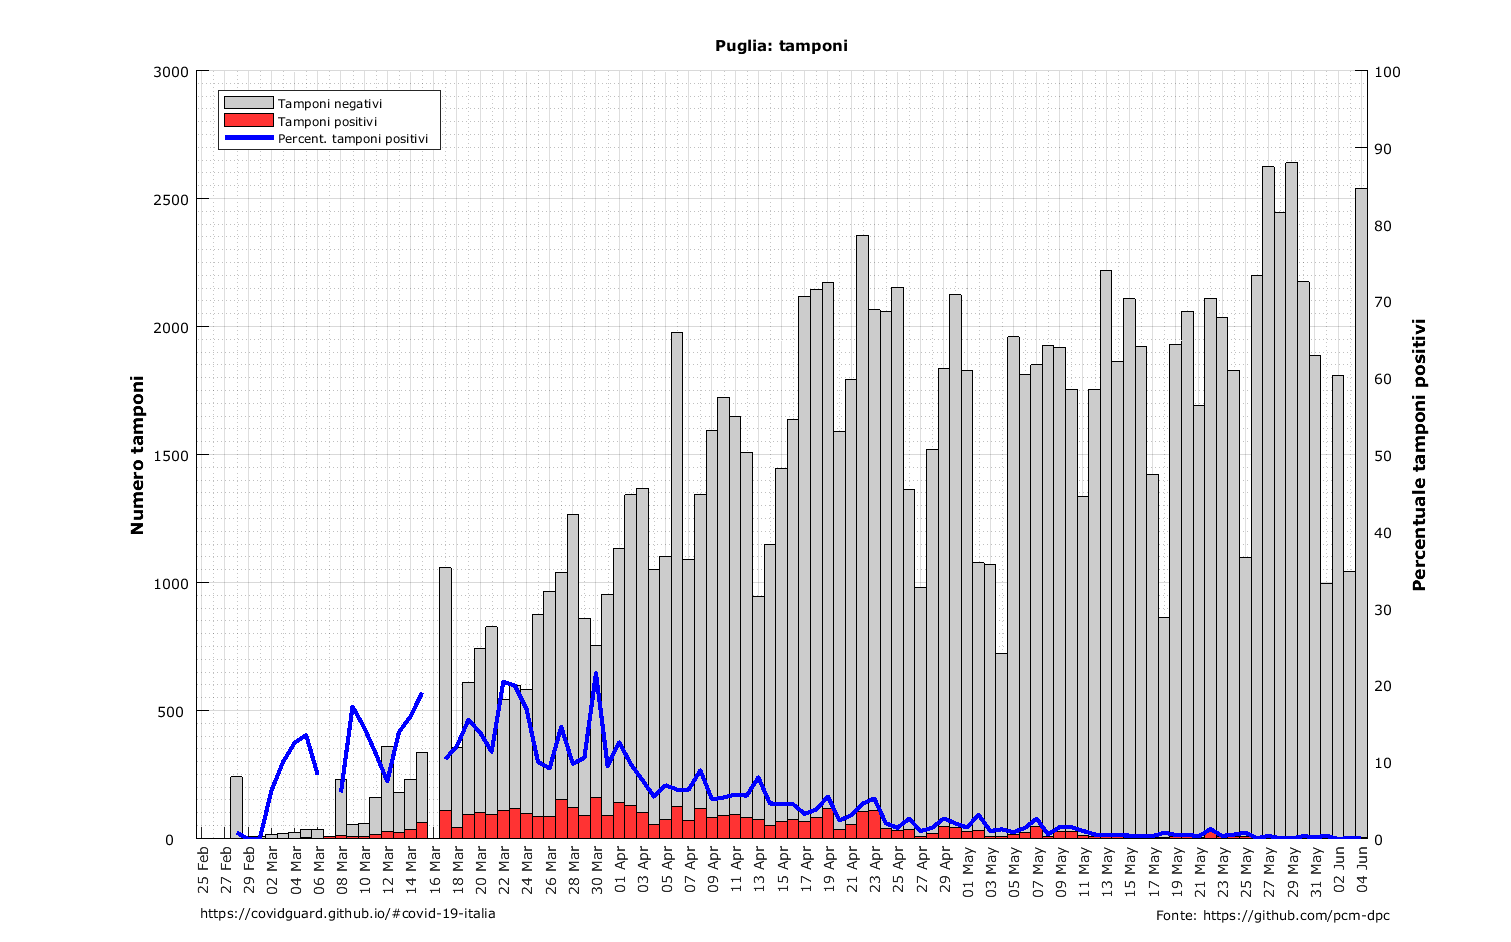 Puglia: tamponi
3000
2500
2000
1500
1000
500
0
Numero tamponi
Tamponi negativi
Tamponi positivi
Percent. tamponi positivi
100
90
80
70
60
50
40
30
20
10
0
Percentuale tamponi positivi
25 Feb
27 Feb
29 Feb
02 Mar
04 Mar
06 Mar
08 Mar
10 Mar
12 Mar
14 Mar
16 Mar
18 Mar
20 Mar
22 Mar
24 Mar
26 Mar
28 Mar
30 Mar
01 Apr
03 Apr
05 Apr
07 Apr
09 Apr
11 Apr
13 Apr
15 Apr
17 Apr
19 Apr
21 Apr
23 Apr
25 Apr
27 Apr
29 Apr
01 May
03 May
05 May
07 May
09 May
11 May
13 May
15 May
17 May
19 May
21 May
23 May
25 May
27 May
29 May
31 May
02 Jun
04 Jun
https://covidguard.github.io/#covid-19-italia
Fonte: https://github.com/pcm-dpc